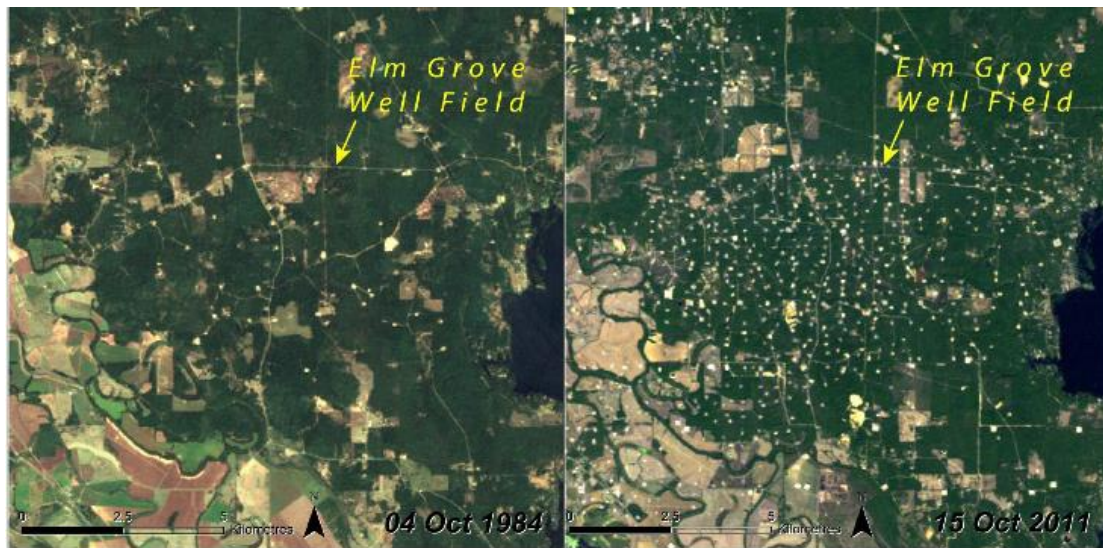 Elm Grove
Well Field
N
0 2.5 5 Kilometres
04 Oct 1984
Elm Grove
Well Field
N
0 2.5 5 Kilometres
15 Oct 2011